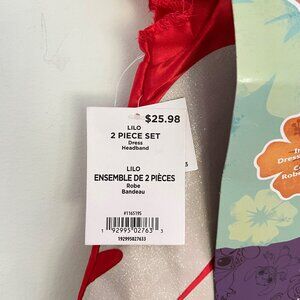 $25.98
LILO
2 PIECE SET
Dress
Headband
LILO
ENSEMBLE DE 2 PIÈCES
Robe
Bandeau
#1165195
1 92995 02763 3
192995027633